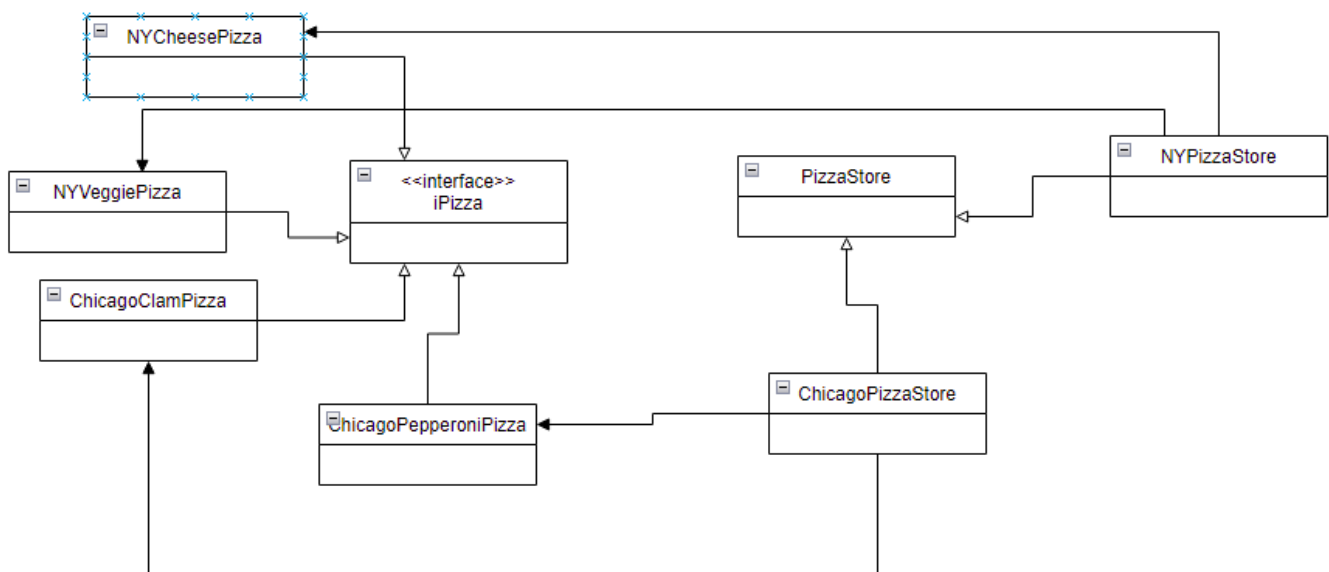 NYCheesePizza
NYPizzaStore
NYVeggiePizza
<<interface>>
iPizza
PizzaStore
ChicagoClamPizza
ChicagoPizzaStore
ChicagoPepperoniPizza